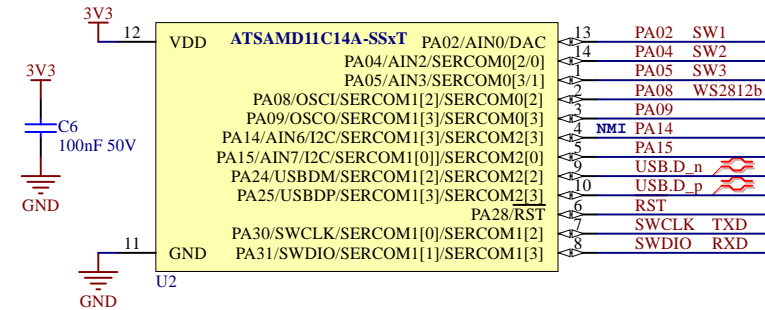 3V3
12 VDD ATSAMD11C14A-SSxT PA02/AIN0/DAC 13 PA02 SW1
PA04/AIN2/SERCOM0[2/0] 14 PA04 SW2
3V3 PA05/AIN3/SERCOM0[3/1] 1 PA05 SW3
PA08/OSCI/SERCOM1[2]/SERCOM0[2] 2 PA08 WS2812b
PA09/OSCO/SERCOM1[3]/SERCOM0[3] 3 PA09
C6 PA14/AIN6/I2C/SERCOM1[3]/SERCOM2[3] 4 NMI PA14
100nF 50V PA15/AIN7/I2C/SERCOM1[0]]/SERCOM2[0] 5 PA15
PA24/USBDM/SERCOM1[2]/SERCOM2[2] 9 USB.D_n
PA25/USBDP/SERCOM1[3]/SERCOM2[3] 10 USB.D_p
GND PA28/RST 6 RST
PA30/SWCLK/SERCOM1[0]/SERCOM1[2] 7 SWCLK TXD
11 GND PA31/SWDIO/SERCOM1[1]/SERCOM1[3] 8 SWDIO RXD
U2
GND